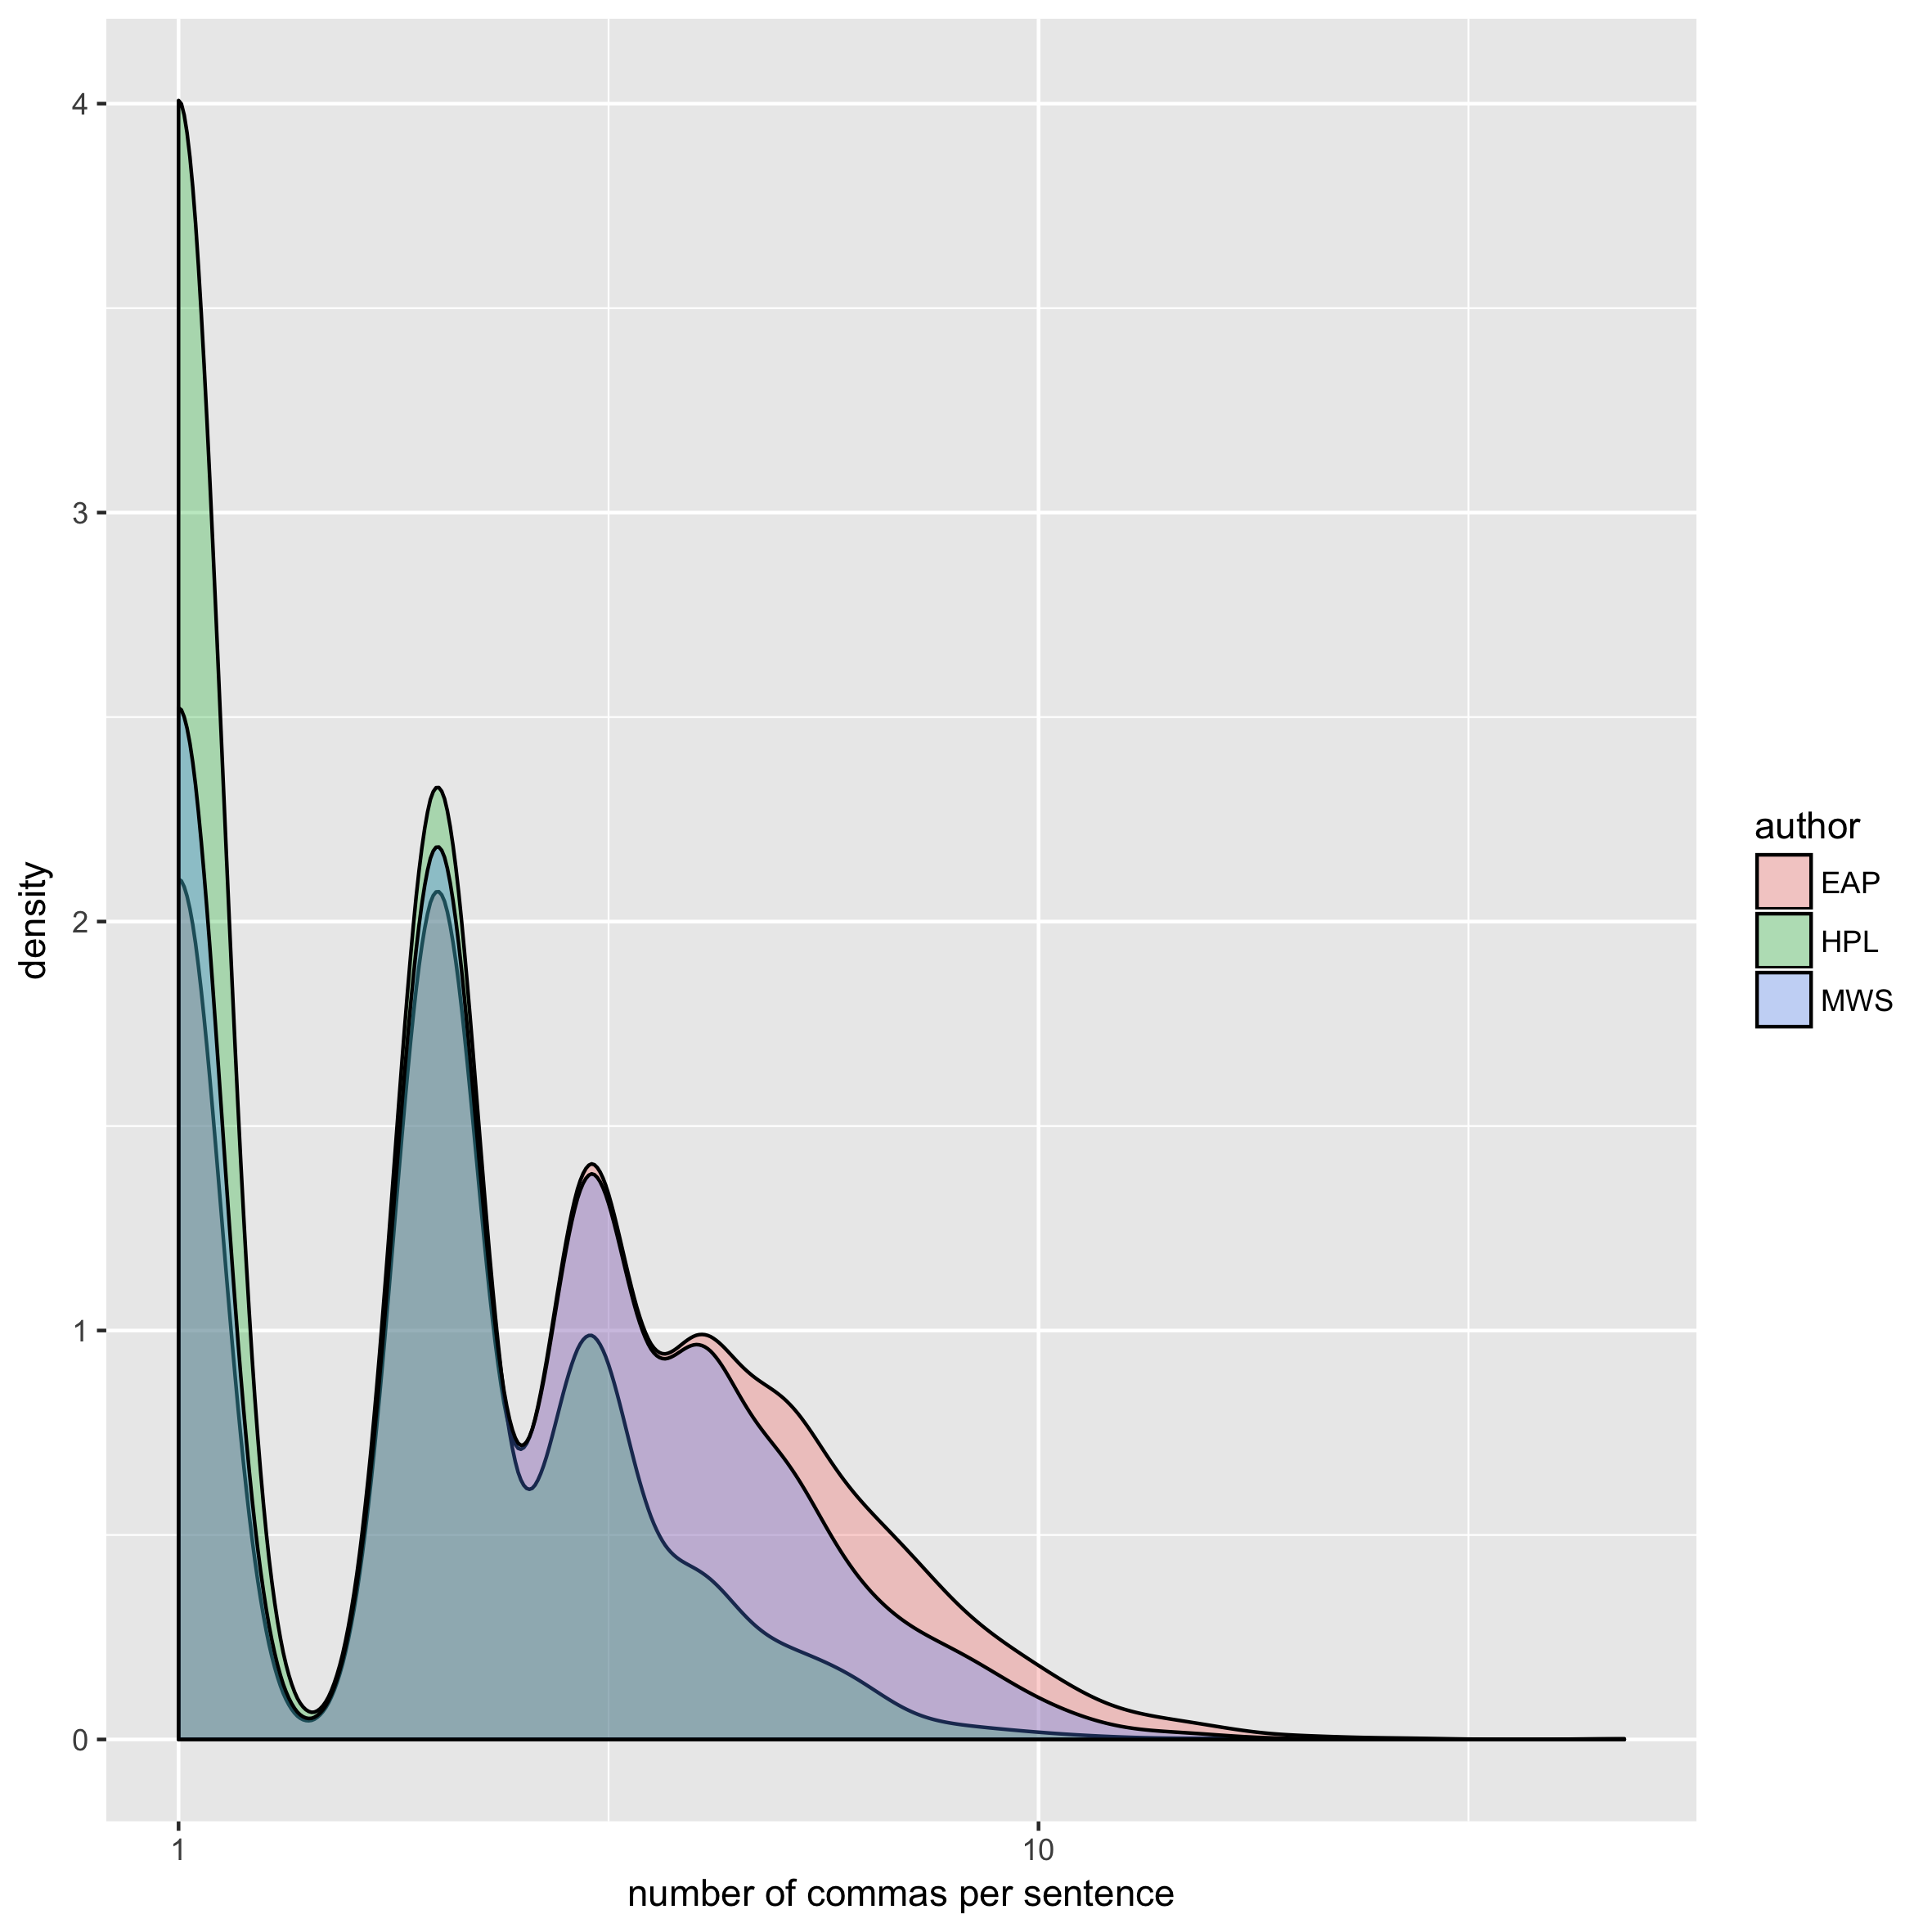 4
3
2
1
0
density
1
10
number of commas per sentence
author
EAP
HPL
MWS